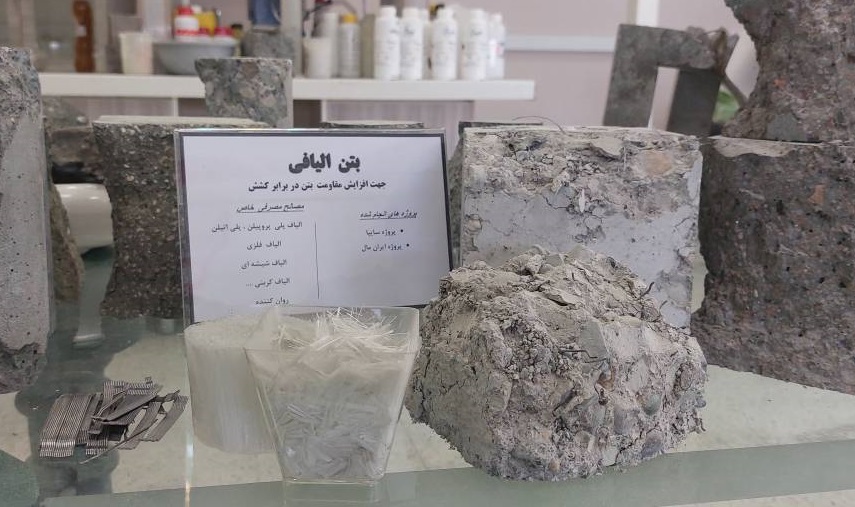 بتن الیافی
جهت افزایش مقاومت بتن در برابر کشش
پروژه های انجام شده
• پروژه سایپا
• پروژه ایران مال
مصالح مصرفی خاص
الیاف پلی پروپیلن ، پلی اتیلن
الیاف فلزی
الیاف شیشه ای
الیاف کربنی ...
روان کننده